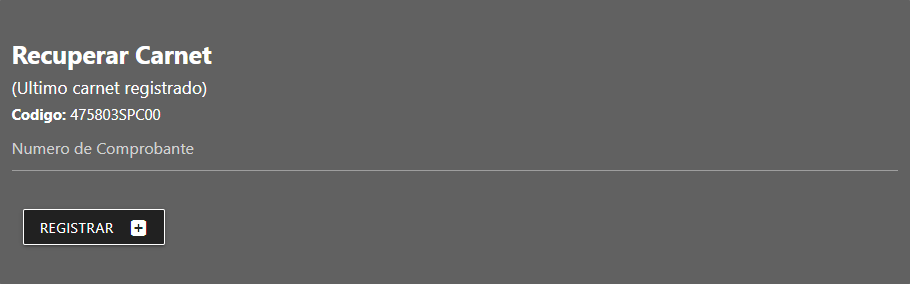 Recuperar Carnet
(Ultimo carnet registrado)
Codigo: 475803SPC00
Numero de Comprobante
REGISTRAR